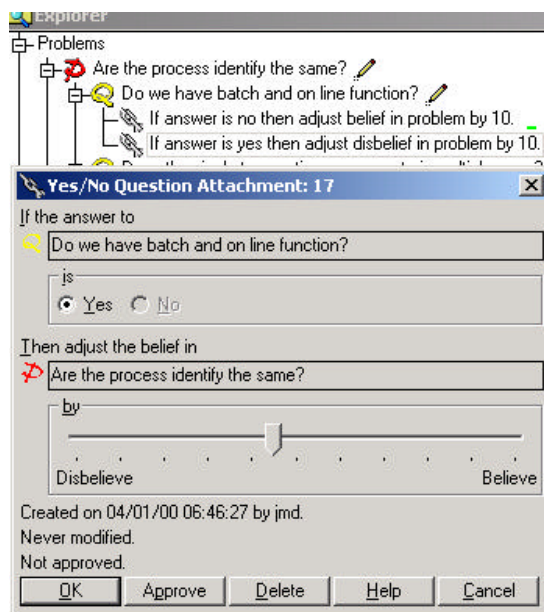 Explorer
Problems
Are the process identify the same?
Do we have batch and on line function?
If answer is no then adjust belief in problem by 10.
If answer is yes then adjust disbelief in problem by 10.
Yes/No Question Attachment: 17
If the answer to
Do we have batch and on line function?
is
Yes No
Then adjust the belief in
Are the process identify the same?
by
Disbelieve Believe
Created on 04/01/00 06:46:27 by jmd.
Never modified.
Not approved.
OK Approve Delete Help Cancel